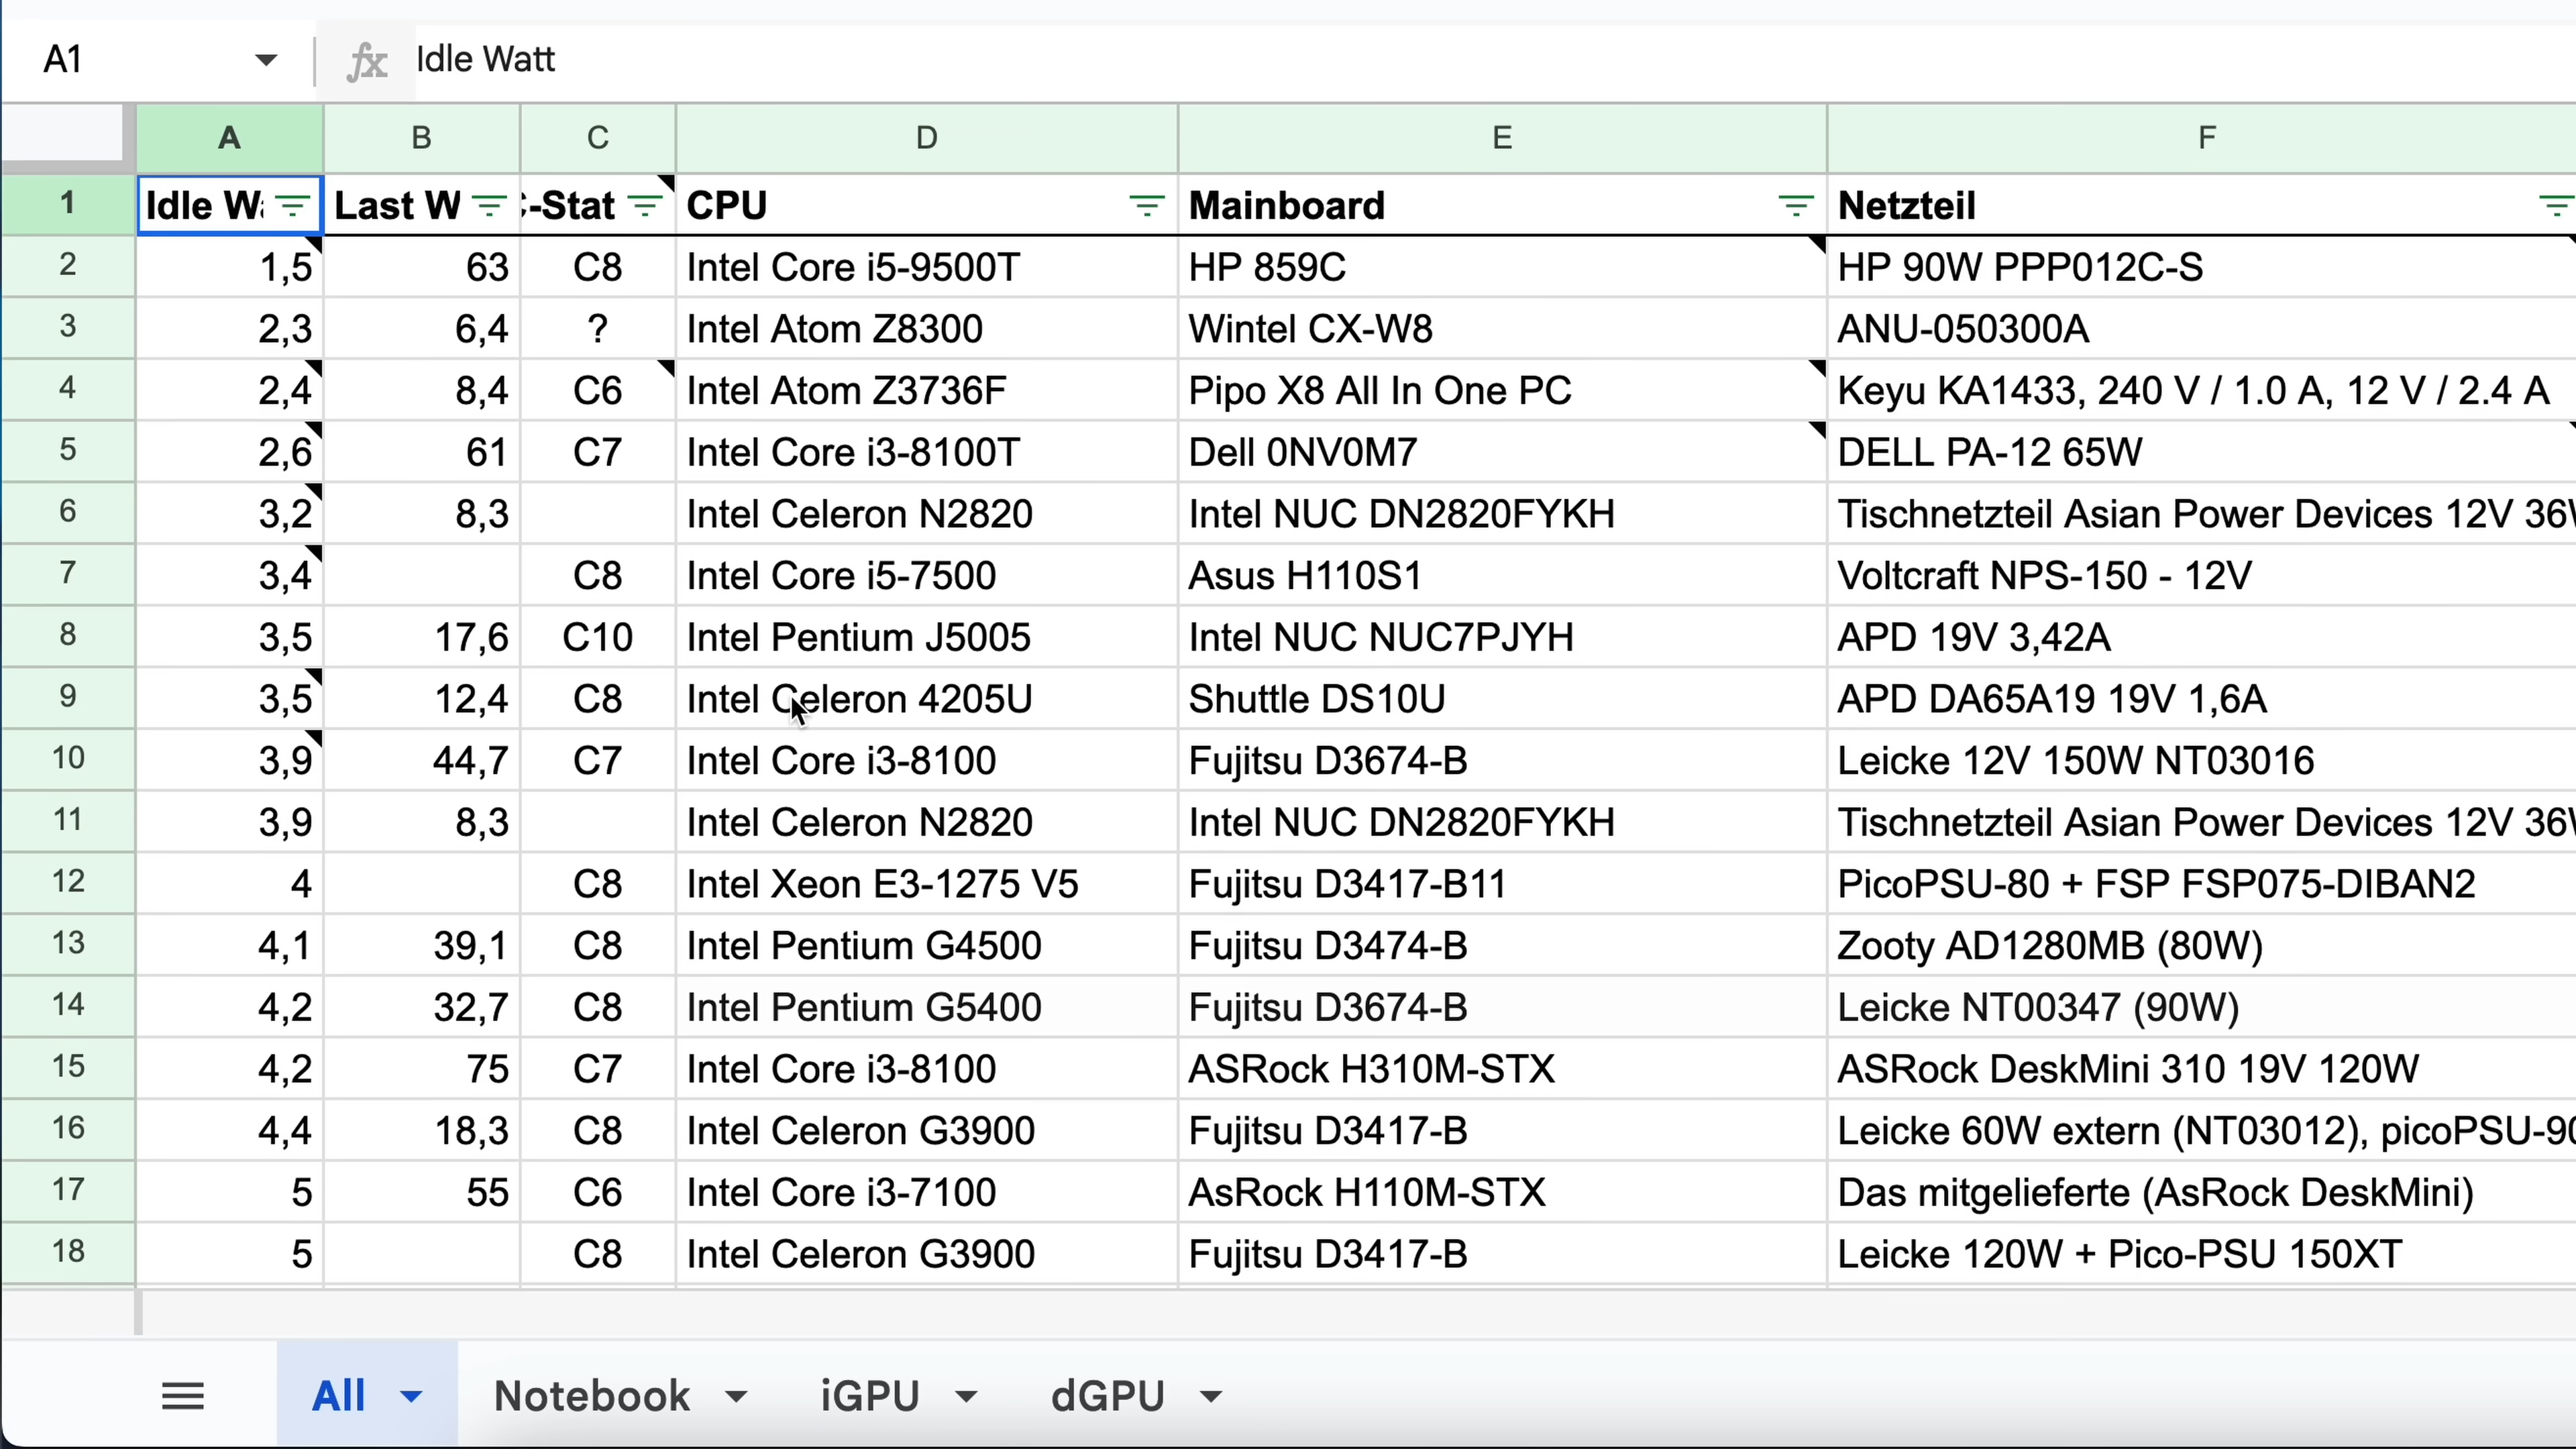 A1 fx Idle Watt
A B C D E F
1 Idle W Last W -Stat CPU Mainboard Netzteil
2 1,5 63 C8 Intel Core i5-9500T HP 859C HP 90W PPP012C-S
3 2,3 6,4 ? Intel Atom Z8300 Wintel CX-W8 ANU-050300A
4 2,4 8,4 C6 Intel Atom Z3736F Pipo X8 All In One PC Keyu KA1433, 240 V / 1.0 A, 12 V / 2.4 A
5 2,6 61 C7 Intel Core i3-8100T Dell 0NV0M7 DELL PA-12 65W
6 3,2 8,3 Intel Celeron N2820 Intel NUC DN2820FYKH Tischnetzteil Asian Power Devices 12V 36W
7 3,4 C8 Intel Core i5-7500 Asus H110S1 Voltcraft NPS-150 - 12V
8 3,5 17,6 C10 Intel Pentium J5005 Intel NUC NUC7PJYH APD 19V 3,42A
9 3,5 12,4 C8 Intel Celeron 4205U Shuttle DS10U APD DA65A19 19V 1,6A
10 3,9 44,7 C7 Intel Core i3-8100 Fujitsu D3674-B Leicke 12V 150W NT03016
11 3,9 8,3 Intel Celeron N2820 Intel NUC DN2820FYKH Tischnetzteil Asian Power Devices 12V 36W
12 4 C8 Intel Xeon E3-1275 V5 Fujitsu D3417-B11 PicoPSU-80 + FSP FSP075-DIBAN2
13 4,1 39,1 C8 Intel Pentium G4500 Fujitsu D3474-B Zooty AD1280MB (80W)
14 4,2 32,7 C8 Intel Pentium G5400 Fujitsu D3674-B Leicke NT00347 (90W)
15 4,2 75 C7 Intel Core i3-8100 ASRock H310M-STX ASRock DeskMini 310 19V 120W
16 4,4 18,3 C8 Intel Celeron G3900 Fujitsu D3417-B Leicke 60W extern (NT03012), picoPSU-90
17 5 55 C6 Intel Core i3-7100 AsRock H110M-STX Das mitgelieferte (AsRock DeskMini)
18 5 C8 Intel Celeron G3900 Fujitsu D3417-B Leicke 120W + Pico-PSU 150XT
All Notebook iGPU dGPU